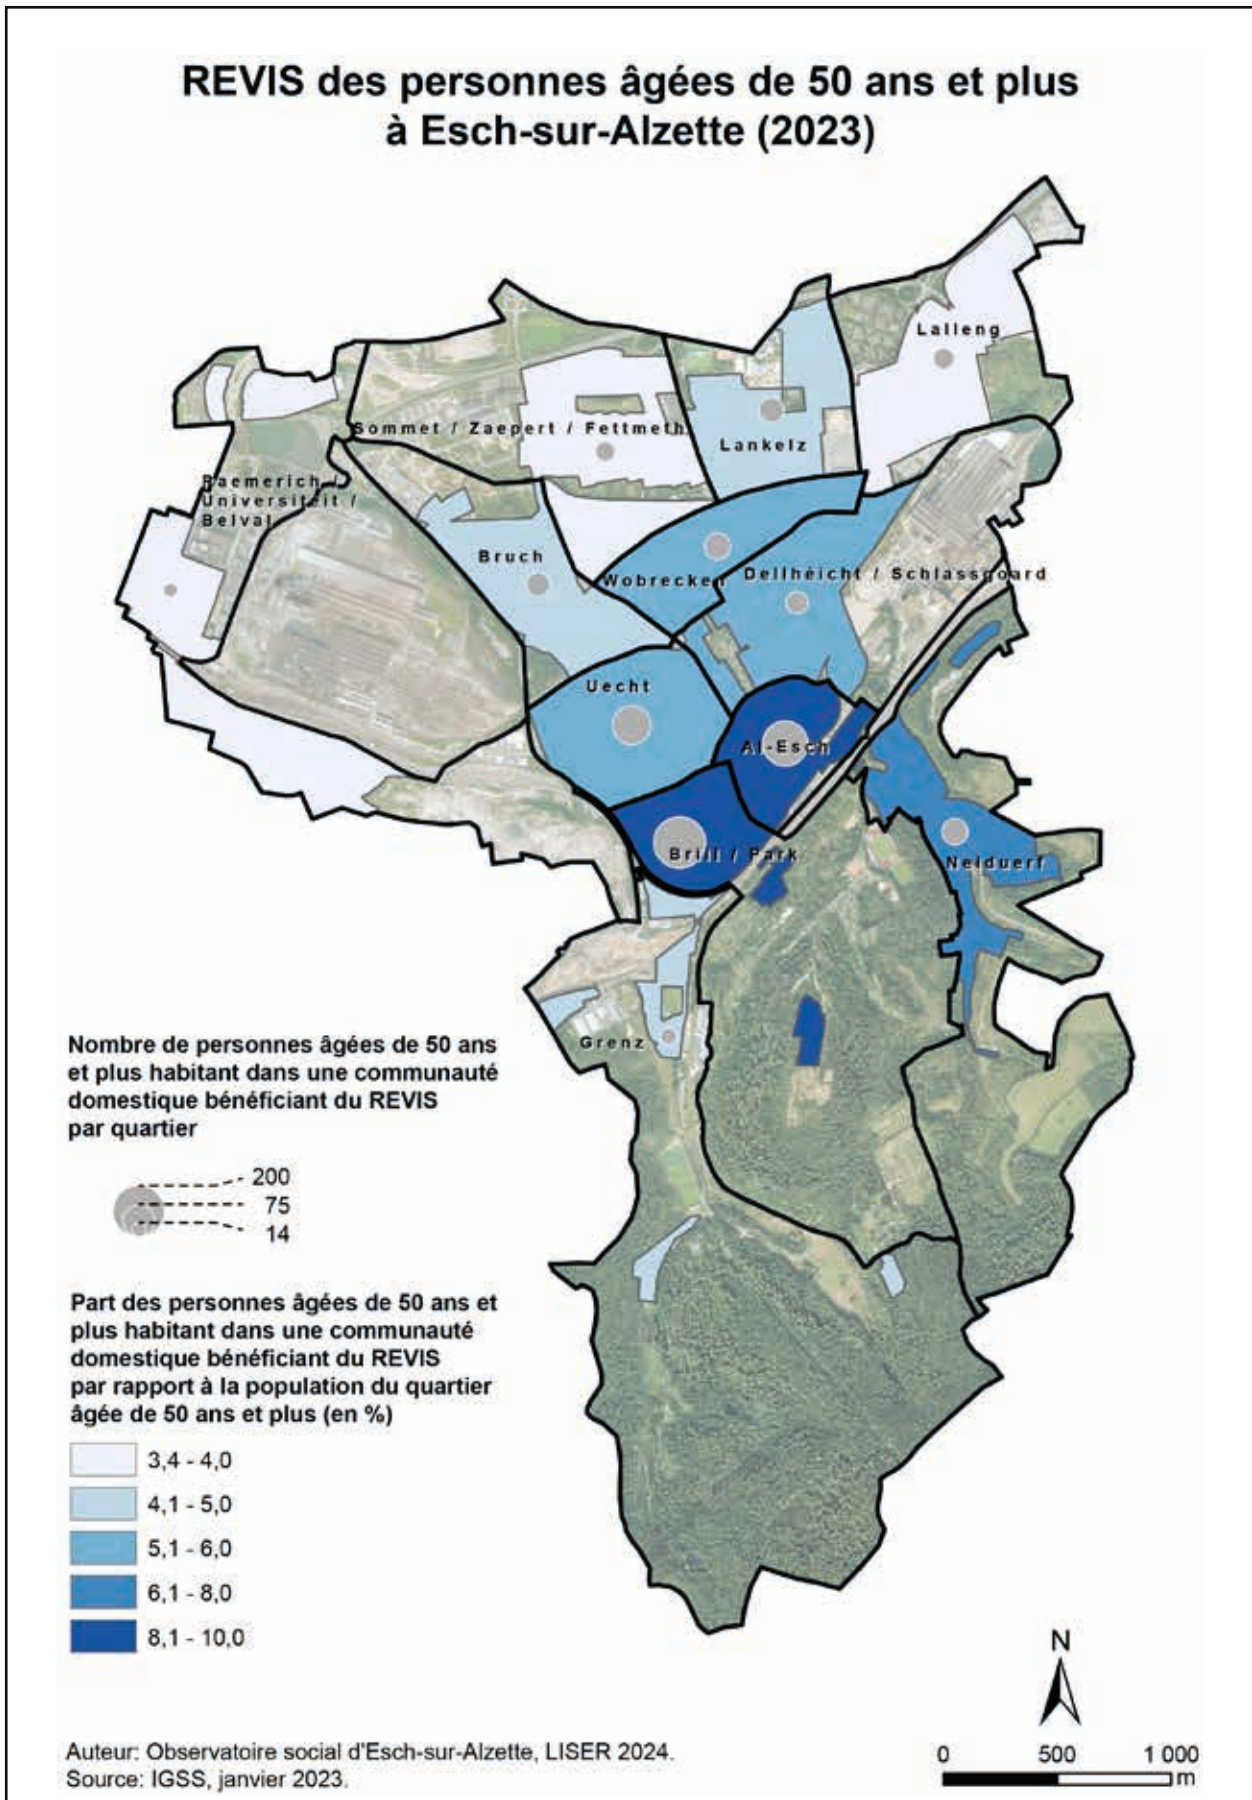 REVIS des personnes âgées de 50 ans et plus
à Esch-sur-Alzette (2023)
Lalleng
Sommet / Zaepert / Fettmeth
Lankelz
Raemerich /
Universitéit /
Belval
Bruch
Wobrecken
Dellhéicht / Schlassgoard
Uecht
Al-Esch
Brill / Park
Neiduerf
Grenz
Nombre de personnes âgées de 50 ans
et plus habitant dans une communauté
domestique bénéficiant du REVIS
par quartier
200
75
14
Part des personnes âgées de 50 ans et
plus habitant dans une communauté
domestique bénéficiant du REVIS
par rapport à la population du quartier
âgée de 50 ans et plus (en %)
3,4 - 4,0
4,1 - 5,0
5,1 - 6,0
6,1 - 8,0
8,1 - 10,0
N
Auteur: Observatoire social d'Esch-sur-Alzette, LISER 2024.
Source: IGSS, janvier 2023.
0 500 1 000
m